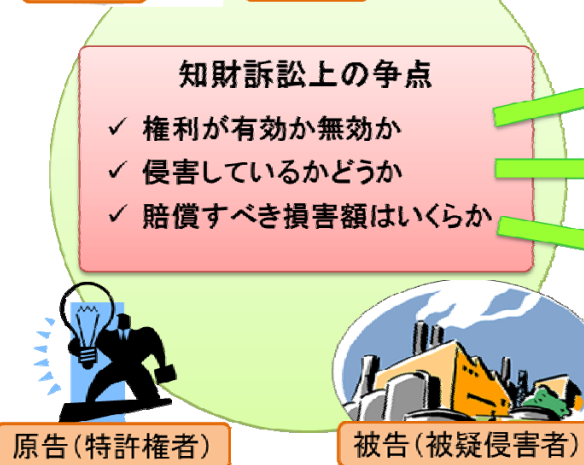 知財訴訟上の争点
✓ 権利が有効か無効か
✓ 侵害しているかどうか
✓ 賠償すべき損害額はいくらか
原告(特許権者)
被告(被疑侵害者)